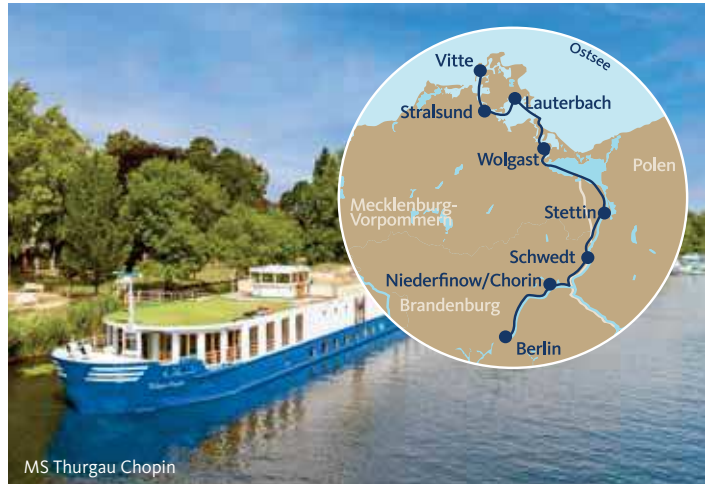 Vitte
Ostsee
Lauterbach
Stralsund
Wolgast
Polen
Mecklenburg-
Vorpommern
Stettin
Schwedt
Niederfinow/Chorin
Brandenburg
Berlin
MS Thurgau Chopin